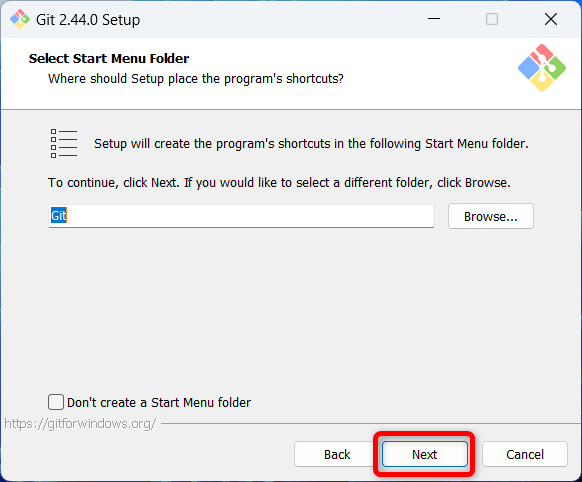 Git 2.44.0 Setup
Select Start Menu Folder
Where should Setup place the program's shortcuts?
Setup will create the program's shortcuts in the following Start Menu folder.
To continue, click Next. If you would like to select a different folder, click Browse.
Git
Browse...
Don't create a Start Menu folder
https://gitforwindows.org/
Back
Next
Cancel